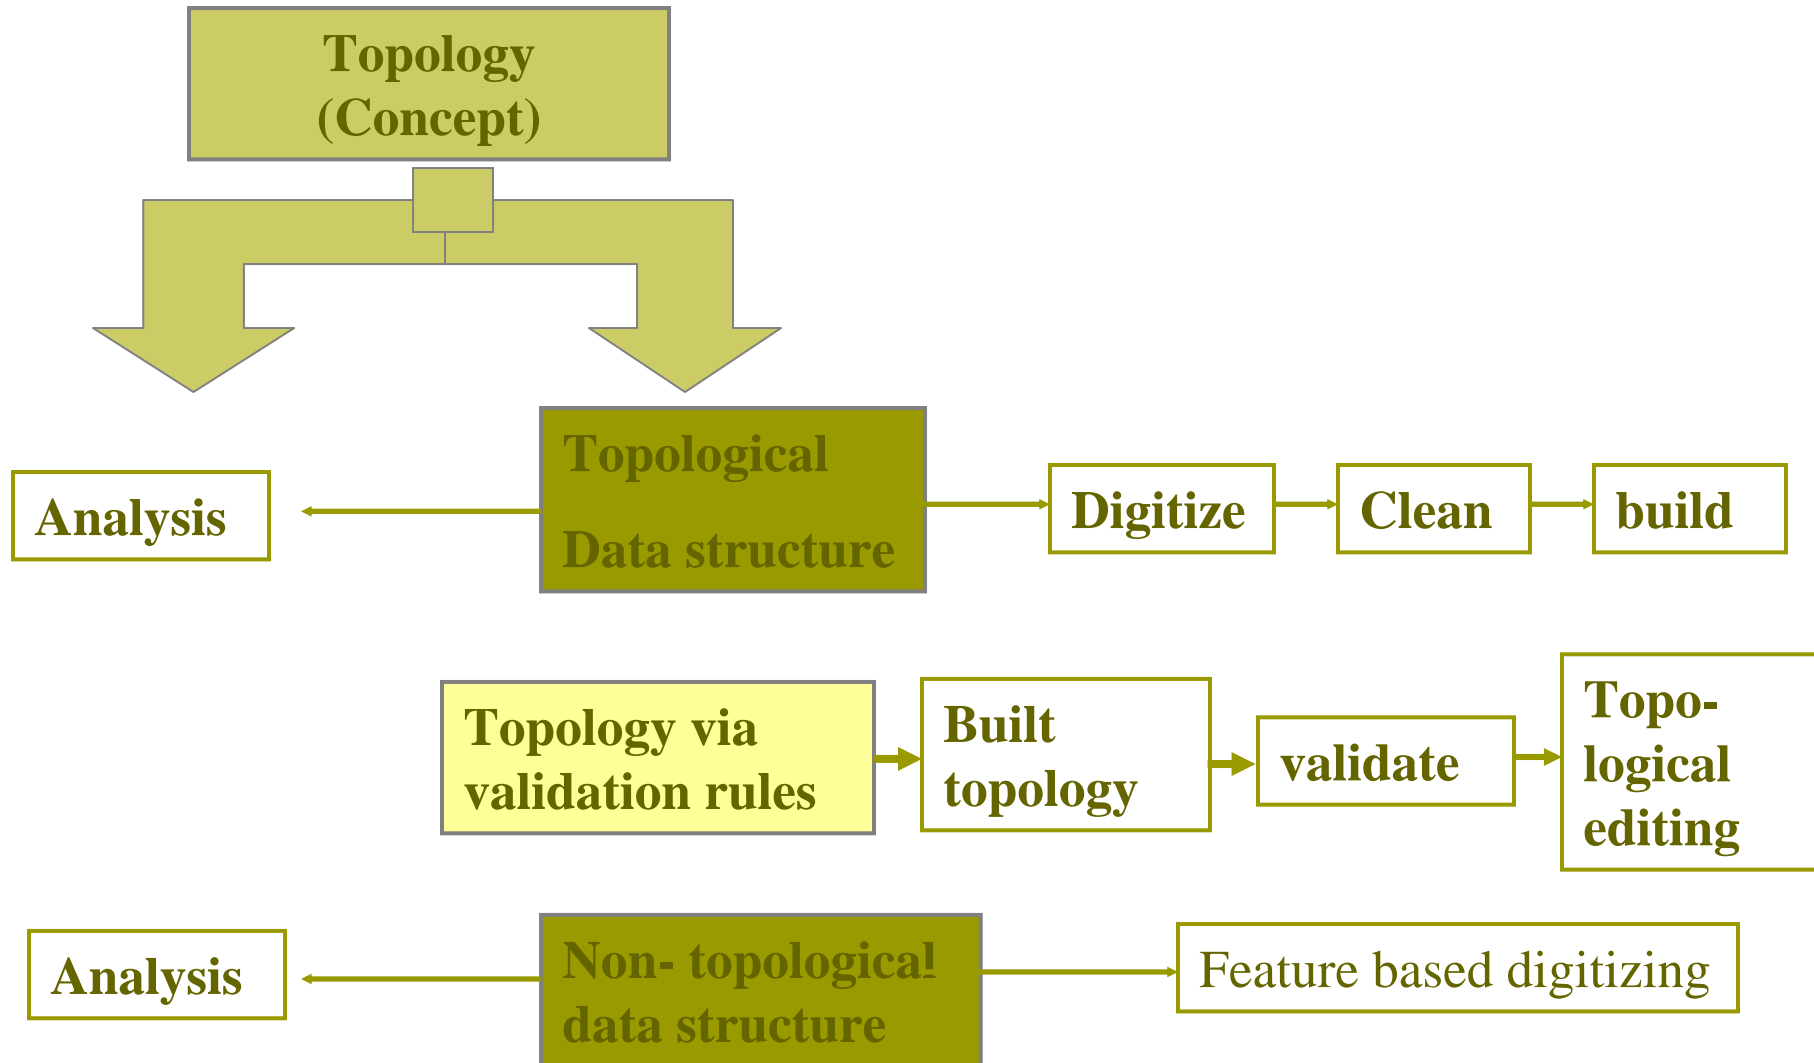 Topology
(Concept)
Topological
Data structure
Analysis
Digitize
Clean
build
Topology via
validation rules
Built
topology
validate
Topo-
logical
editing
Analysis
Non- topological
data structure
Feature based digitizing